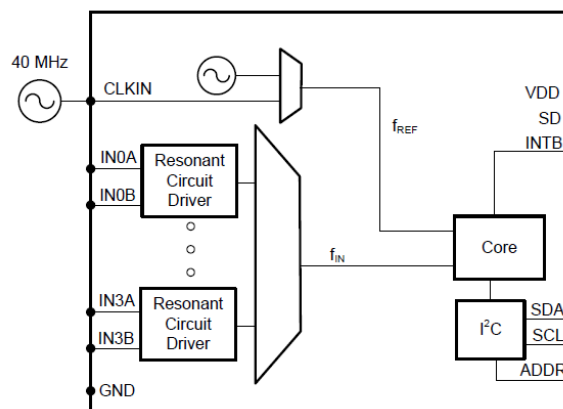 40 MHz
CLKIN
VDD
SD
INTB
fREF
IN0A
IN0B
Resonant
Circuit
Driver
Core
fIN
IN3A
IN3B
Resonant
Circuit
Driver
I²C
SDA
SCL
ADDR
GND